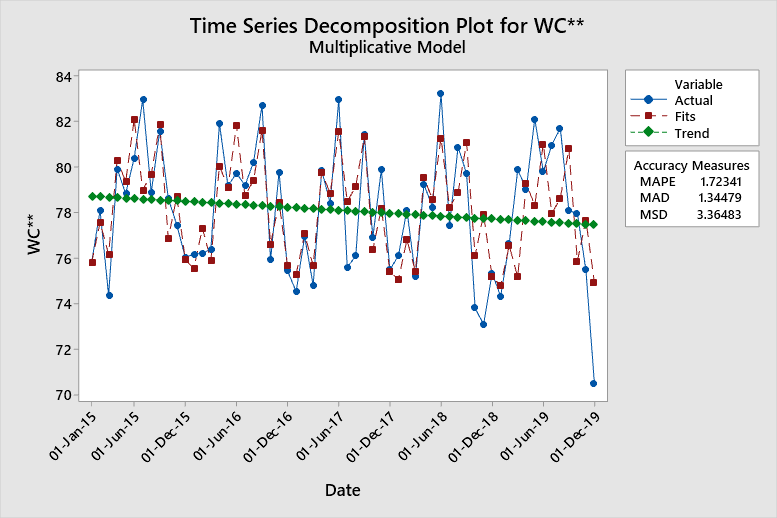 Time Series Decomposition Plot for WC**
Multiplicative Model
84
82
80
78
76
74
72
70
WC**
01-Jan-15
01-Jun-15
01-Dec-15
01-Jun-16
01-Dec-16
01-Jun-17
01-Dec-17
01-Jun-18
01-Dec-18
01-Jun-19
01-Dec-19
Date
Variable
Actual
Fits
Trend
Accuracy Measures
MAPE 1.72341
MAD 1.34479
MSD 3.36483